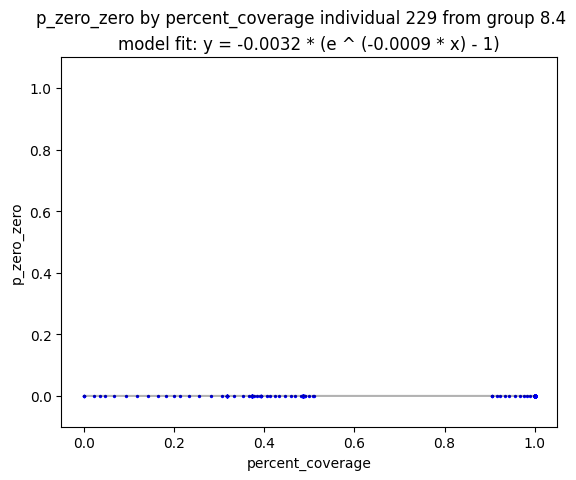 p_zero_zero by percent_coverage individual 229 from group 8.4
model fit: y = -0.0032 * (e ^ (-0.0009 * x) - 1)
1.0
0.8
0.6
0.4
0.2
0.0
p_zero_zero
0.0 0.2 0.4 0.6 0.8 1.0
percent_coverage